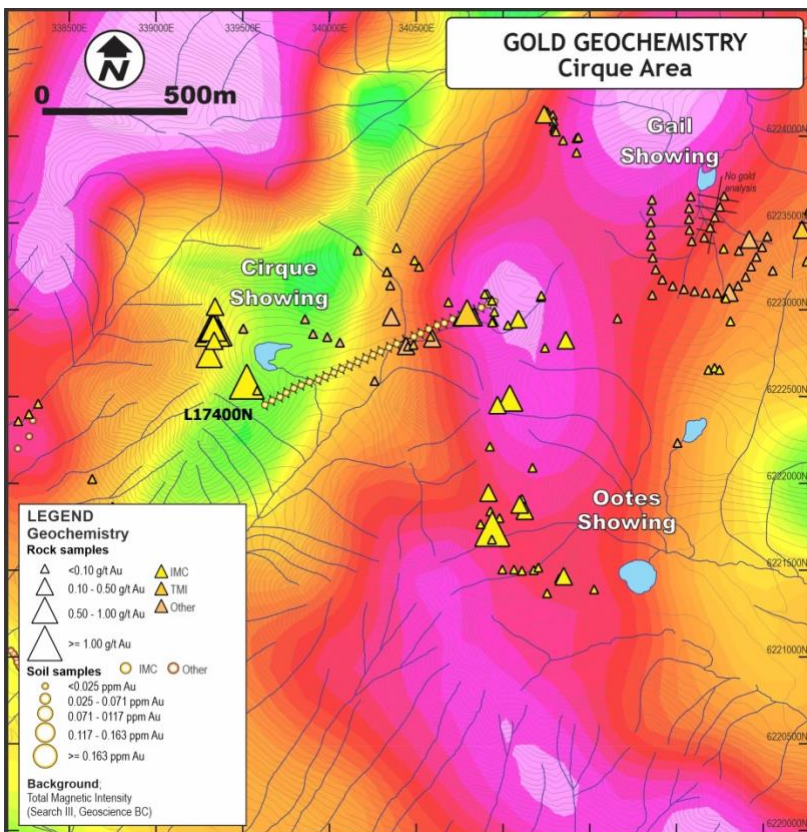 338500E
339000E
339500E
340000E
340500E
GOLD GEOCHEMISTRY
Cirque Area
N
0 500m
6224000N
Gail
Showing
No gold
analysis
6223500N
Cirque
Showing
6223000N
6222500N
L17400N
6222000N
Ootes
Showing
6221500N
6221000N
6220500N
6220000N
LEGEND
Geochemistry
Rock samples
<0.10 g/t Au
0.10 - 0.50 g/t Au
0.50 - 1.00 g/t Au
>= 1.00 g/t Au
IMC
TMI
Other
Soil samples
IMC
Other
<0.025 ppm Au
0.025 - 0.071 ppm Au
0.071 - 0117 ppm Au
0.117 - 0.163 ppm Au
>= 0.163 ppm Au
Background;
Total Magnetic Intensity
(Search III, Geoscience BC)